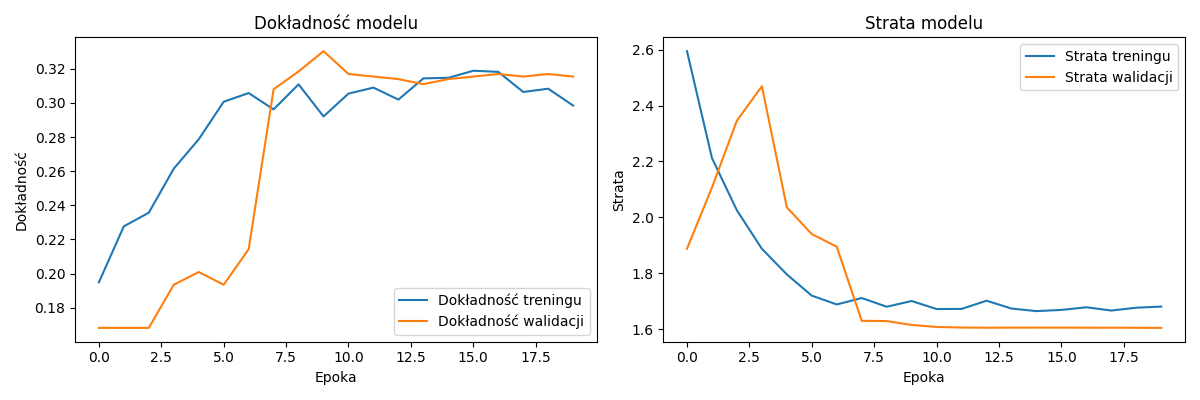 Dokładność modelu
Dokładność
0.32
0.30
0.28
0.26
0.24
0.22
0.20
0.18
0.0 2.5 5.0 7.5 10.0 12.5 15.0 17.5
Epoka
Dokładność treningu
Dokładność walidacji
Strata modelu
Strata
2.6
2.4
2.2
2.0
1.8
1.6
0.0 2.5 5.0 7.5 10.0 12.5 15.0 17.5
Epoka
Strata treningu
Strata walidacji